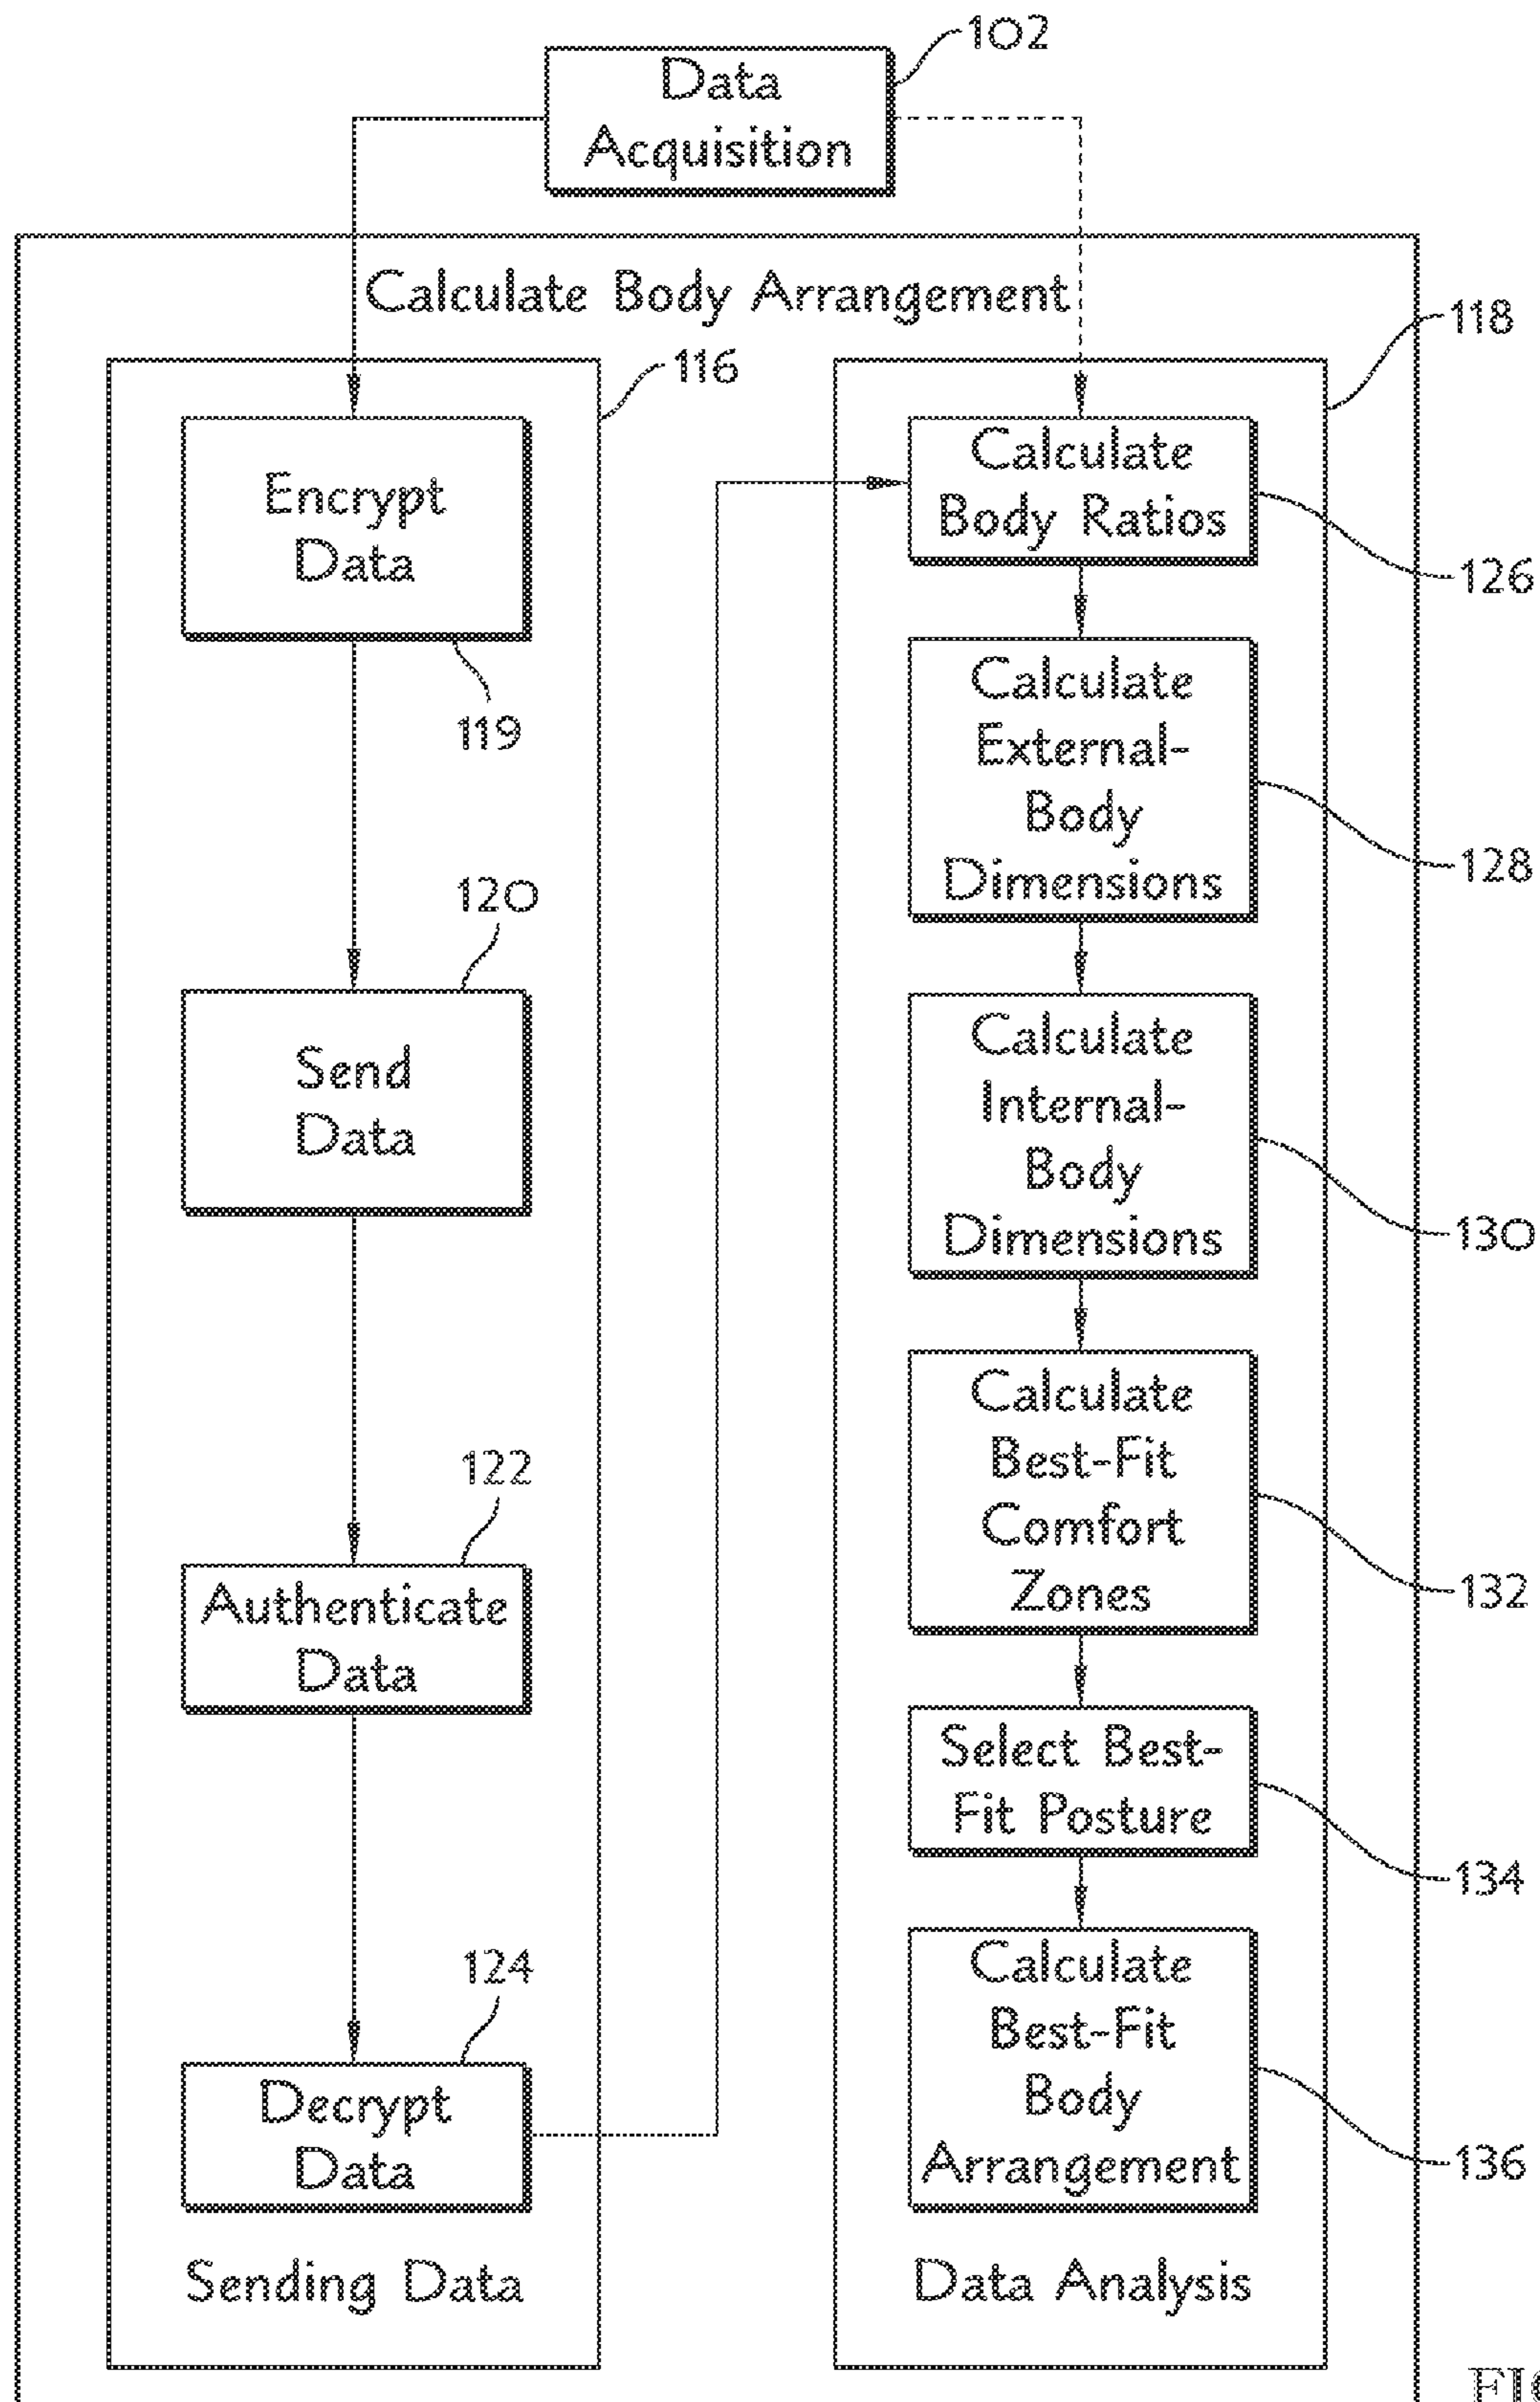 102
Data
Acquisition
Calculate Body Arrangement
118
116
Encrypt
Data
119
Send
Data
120
Authenticate
Data
122
Decrypt
Data
124
Sending Data
Calculate
Body Ratios
126
Calculate
External-
Body
Dimensions
128
Calculate
Internal-
Body
Dimensions
130
Calculate
Best-Fit
Comfort
Zones
132
Select Best-
Fit Posture
134
Calculate
Best-Fit
Body
Arrangement
136
Data Analysis